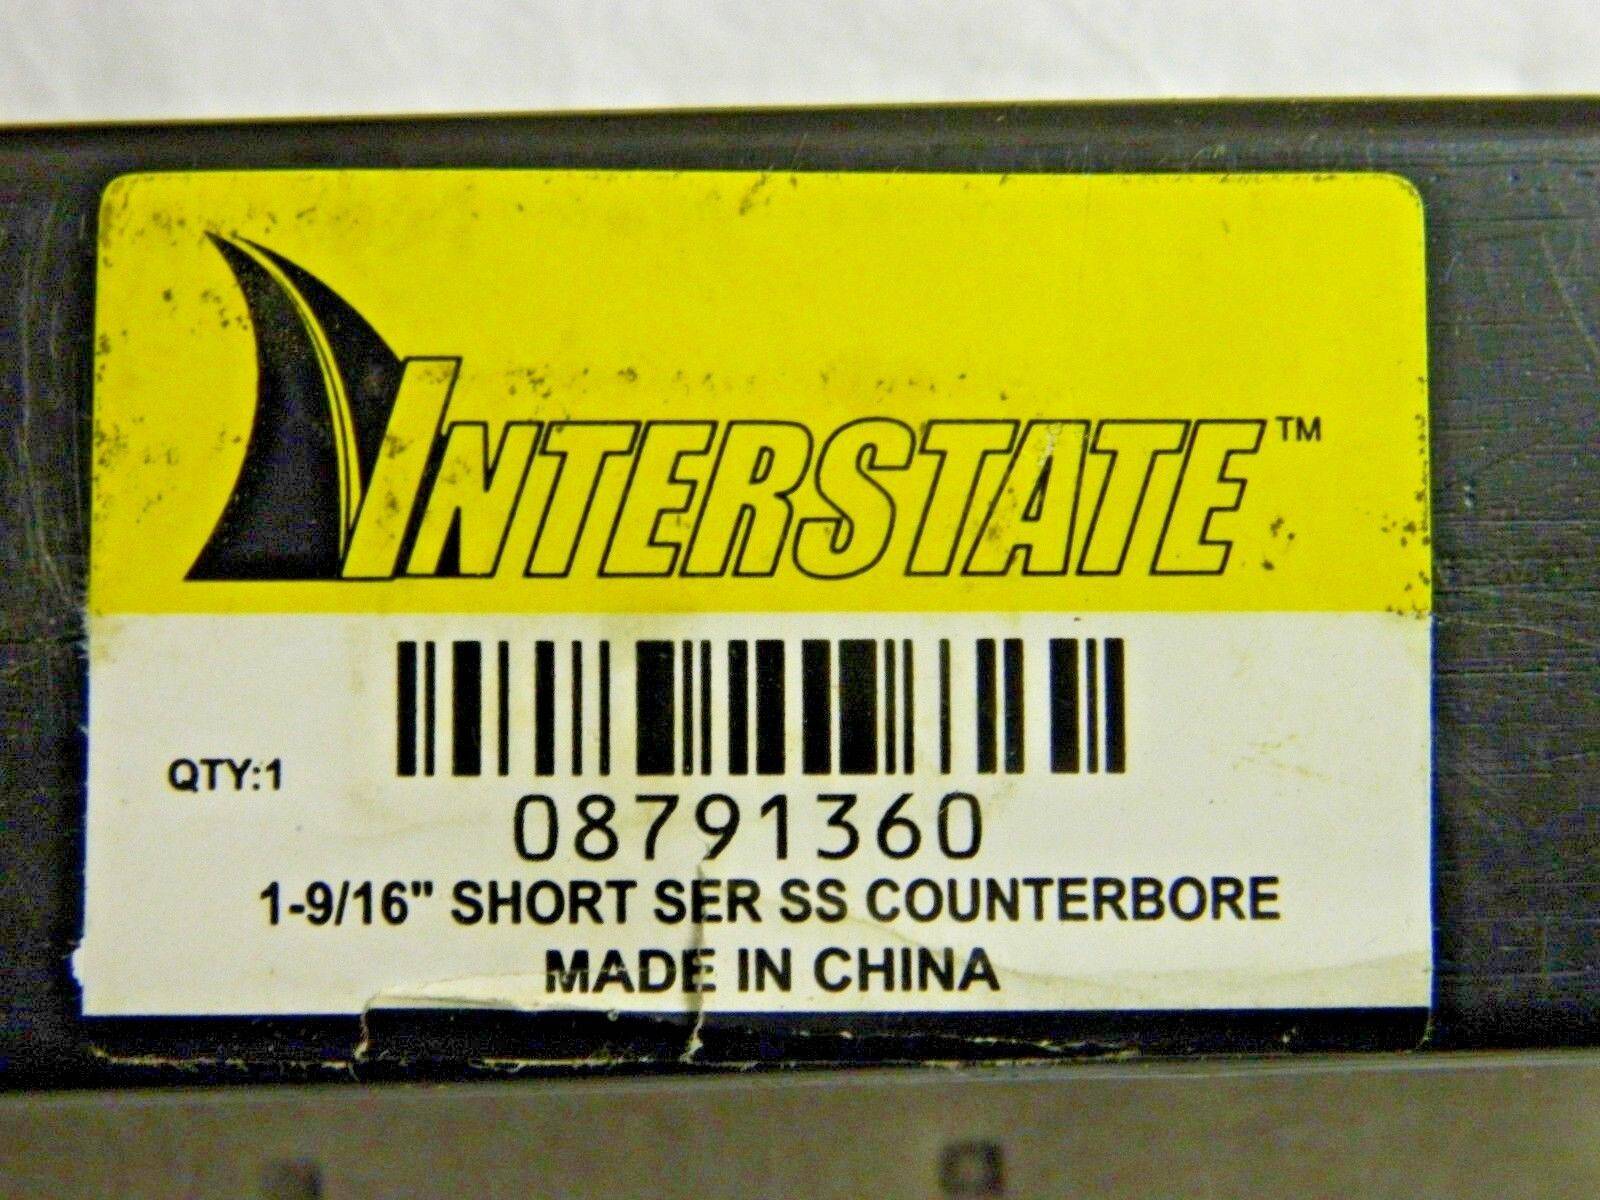 INTERSTATE™
QTY:1
08791360
1-9/16" SHORT SER SS COUNTERBORE
MADE IN CHINA